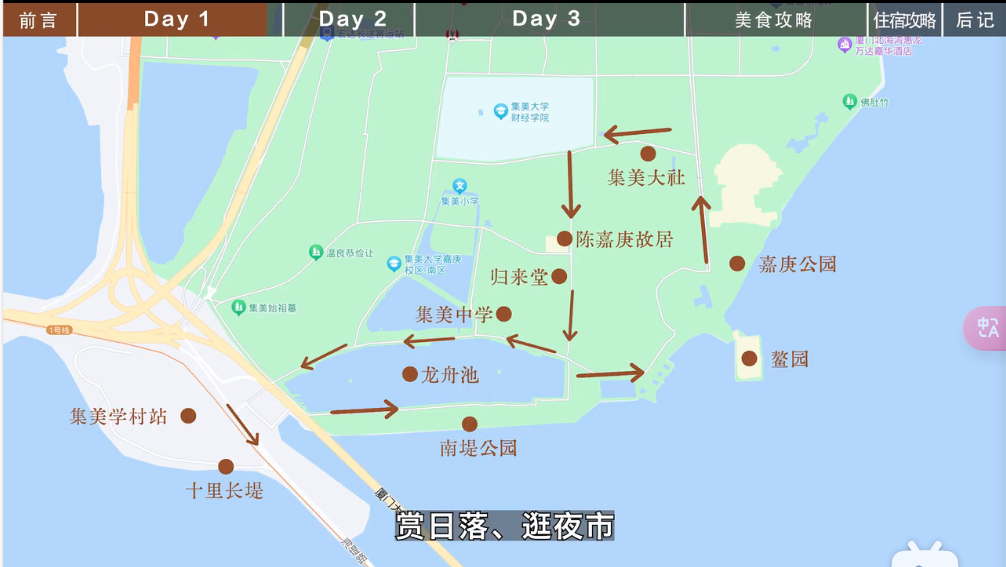 前言
Day 1
Day 2
Day 3
美食攻略
住宿攻略
后记
万达嘉华酒店
佛肚竹
集美大学
财经学院
集美大社
集美小学
陈嘉庚故居
温良恭俭让
集美大学嘉庚
校区-南区
归来堂
嘉庚公园
集美始祖墓
集美中学
1号线
鳌园
龙舟池
集美学村站
南堤公园
十里长堤
厦门大
赏日落、逛夜市
中A